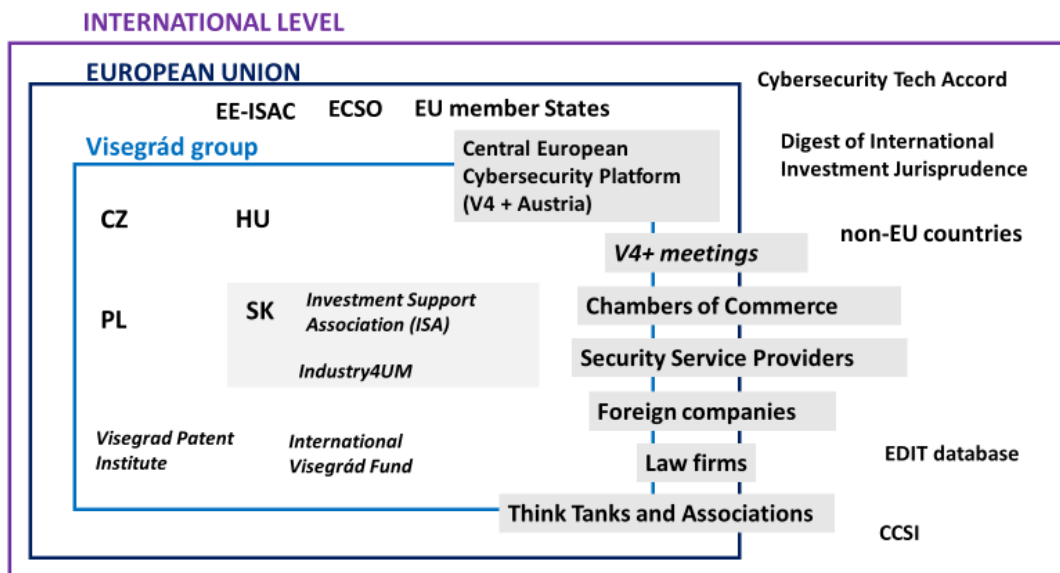 INTERNATIONAL LEVEL
EUROPEAN UNION
Cybersecurity Tech Accord
EE-ISAC
ECSO
EU member States
Visegrád group
Central European
Cybersecurity Platform
(V4 + Austria)
Digest of International
Investment Jurisprudence
CZ
HU
non-EU countries
V4+ meetings
PL
SK
Investment Support
Association (ISA)
Industry4UM
Chambers of Commerce
Security Service Providers
Foreign companies
Visegrad Patent
Institute
International
Visegrád Fund
Law firms
EDIT database
Think Tanks and Associations
CCSI